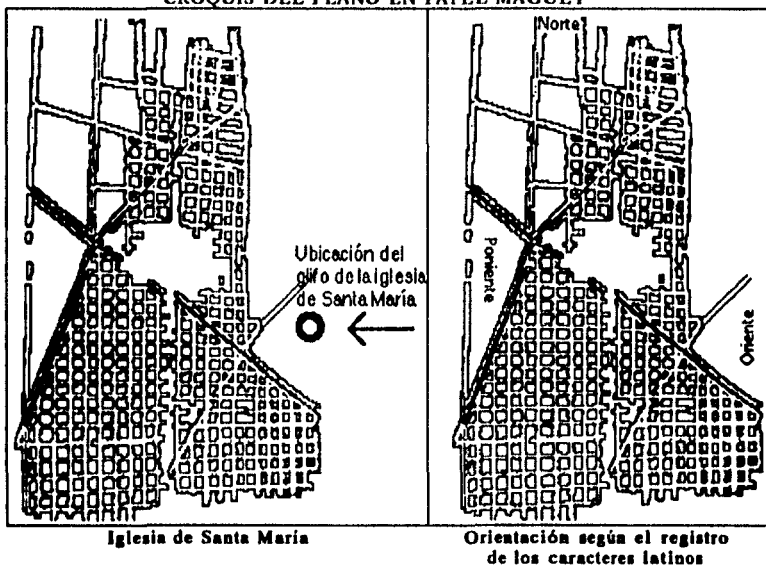 CROQUIS DEL PLANO EN PAPEL MAGUEY
Ubicación del
glifo de la iglesia
de Santa María
Norte
Poniente
Oriente
Iglesia de Santa María
Orientación según el registro
de los caracteres latinos